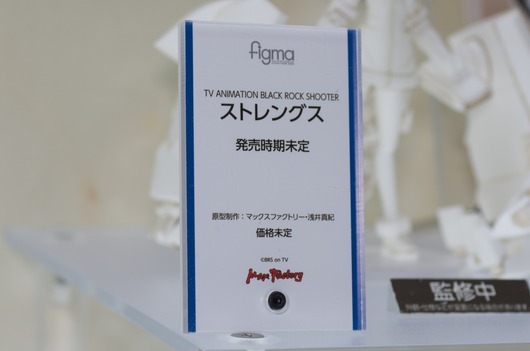 figma
TV ANIMATION BLACK ROCK SHOOTER
ストレングス
発売時期未定
原型制作：マックスファクトリー・浅井真紀
価格未定
©BRS on TV
Max Factory
監修中